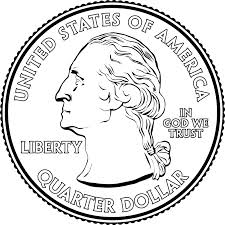 UNITED STATES OF AMERICA
LIBERTY
IN
GOD WE
TRUST
QUARTER DOLLAR